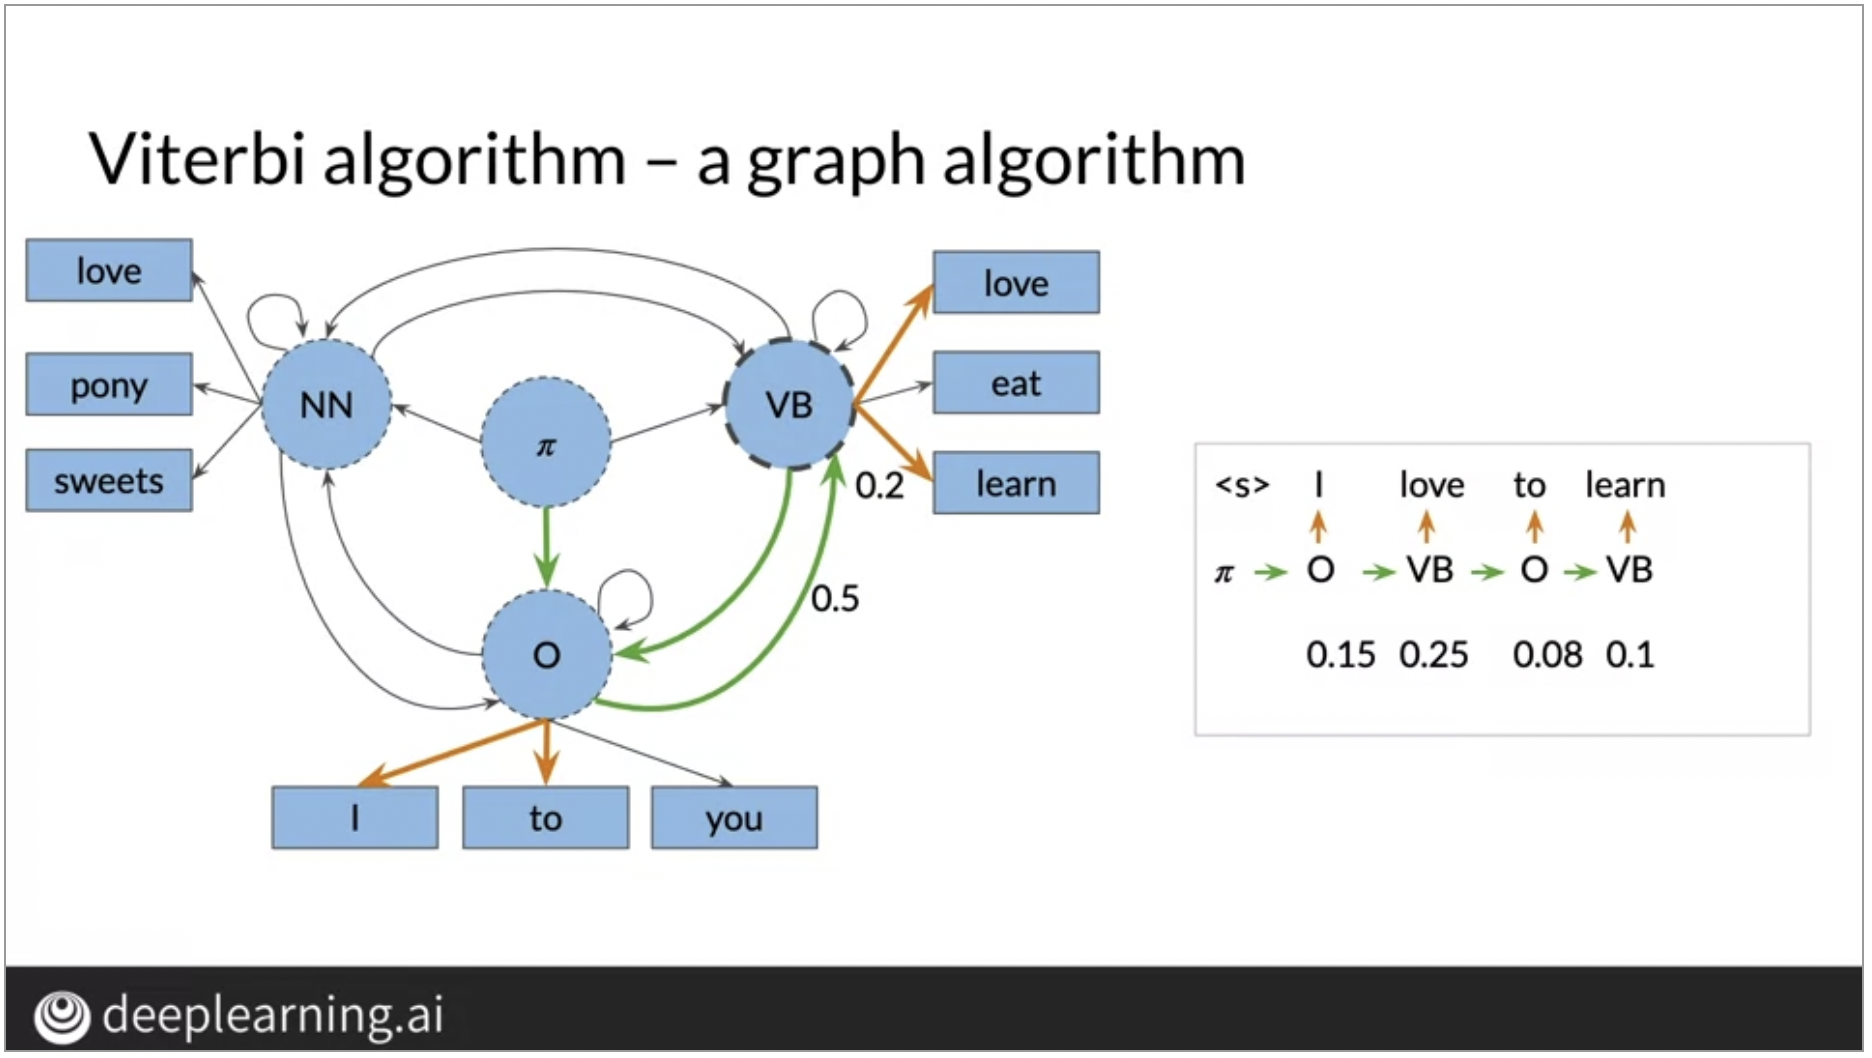 Viterbi algorithm – a graph algorithm
love
pony
sweets
NN
π
VB
O
love
eat
learn
0.2
0.5
I
to
you
<s> I love to learn
π O VB O VB
0.15 0.25 0.08 0.1
deeplearning.ai